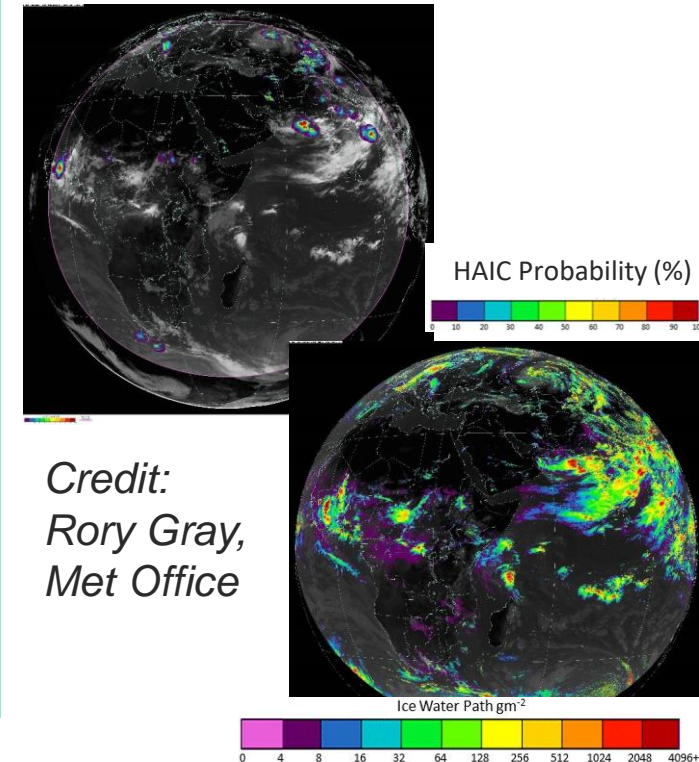 HAIC Probability (%)
0 10 20 30 40 50 60 70 80 90 10
Credit:
Rory Gray,
Met Office
Ice Water Path gm-2
0 4 8 16 32 64 128 256 512 1024 2048 4096+